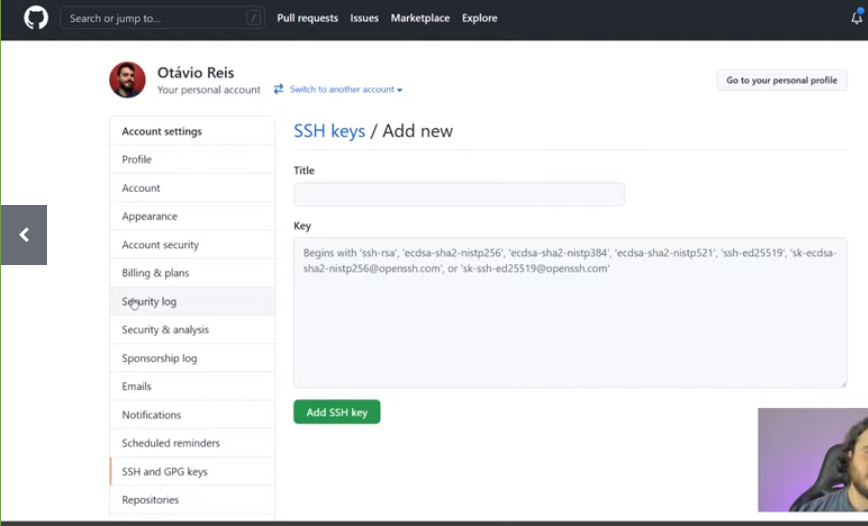 Search or jump to... /
Pull requests Issues Marketplace Explore
Otávio Reis
Your personal account Switch to another account
Go to your personal profile
Account settings
Profile
Account
Appearance
Account security
Billing & plans
Security log
Security & analysis
Sponsorship log
Emails
Notifications
Scheduled reminders
SSH and GPG keys
Repositories
SSH keys / Add new
Title
Key
Begins with 'ssh-rsa', 'ecdsa-sha2-nistp256', 'ecdsa-sha2-nistp384', 'ecdsa-sha2-nistp521', 'ssh-ed25519', 'sk-ecdsa-
sha2-nistp256@openssh.com', or 'sk-ssh-ed25519@openssh.com'
Add SSH key